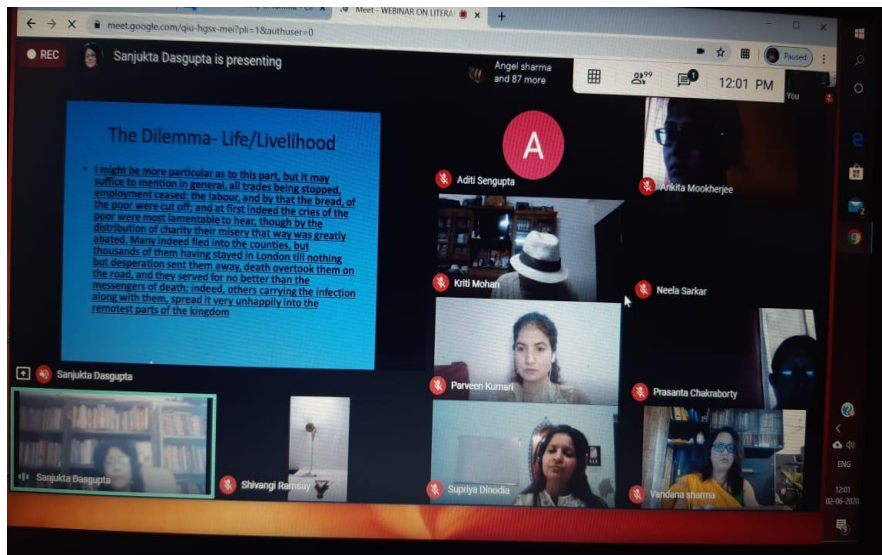 Meet - WEBINAR ON LITERA
meet.google.com/qiu-hgsx-mei?pli=1&authuser=0
Paused
REC
Sanjukta Dasgupta is presenting
Angel sharma
and 87 more
99
1
12:01 PM
You
The Dilemma- Life/Livelihood
• I might be more particular as to this part, but it may
suffice to mention in general, all trades being stopped,
employment ceased: the labour, and by that the bread, of
the poor were cut off; and at first indeed the cries of the
poor were most lamentable to hear, though by the
distribution of charity their misery that way was greatly
abated. Many indeed fled into the counties, but
thousands of them having stayed in London till nothing
but desperation sent them away, death overtook them on
the road, and they served for no better than the
messengers of death; indeed, others carrying the infection
along with them, spread it very unhappily into the
remotest parts of the kingdom
A
Aditi Sengupta
Ankita Mookherjee
Kriti Mohan
Neela Sarkar
Parveen Kumari
Prasanta Chakraborty
Sanjukta Dasgupta
Sanjukta Dasgupta
Shivangi Ramsay
Supriya Dinodia
Vandana sharma
2
ENG
12:01
02-06-2020